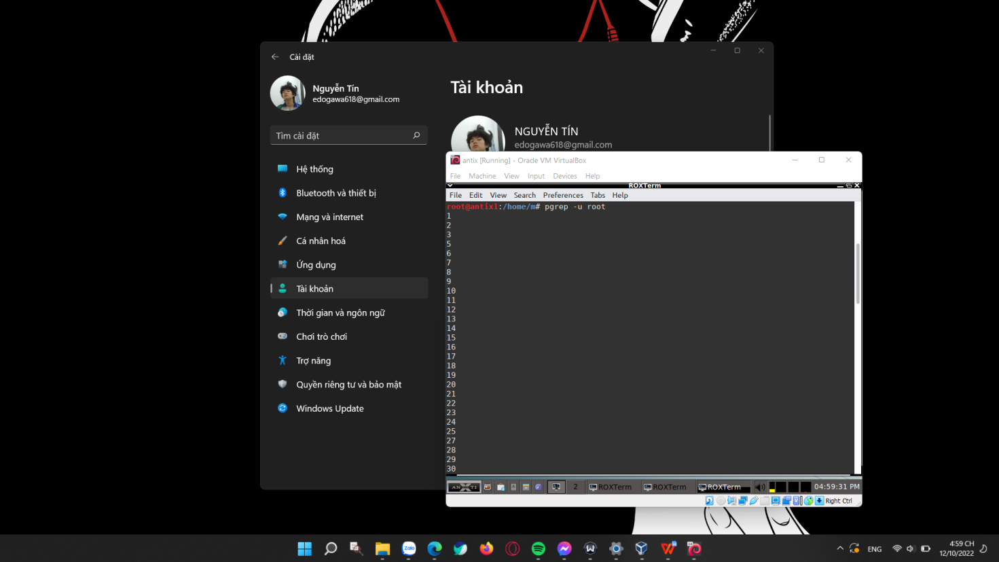 Cài đặt
Nguyễn Tín
edogawa618@gmail.com
Tìm cài đặt
Hệ thống
Bluetooth và thiết bị
Mạng và internet
Cá nhân hoá
Ứng dụng
Tài khoản
Thời gian và ngôn ngữ
Chơi trò chơi
Trợ năng
Quyền riêng tư và bảo mật
Windows Update
Tài khoản
NGUYỄN TÍN
edogawa618@gmail.com
antix [Running] - Oracle VM VirtualBox
File Machine View Input Devices Help
ROXTerm
File Edit View Search Preferences Tabs Help
root@antix1:/home/m# pgrep -u root
1
2
3
5
6
7
8
9
10
11
12
13
14
15
16
17
18
19
20
21
22
23
24
25
27
28
29
30
ANTI 2 ROXTerm ROXTerm ROXTerm 04:59:31 PM
Right Ctrl
Zalo
ENG
4:59 CH
12/10/2022